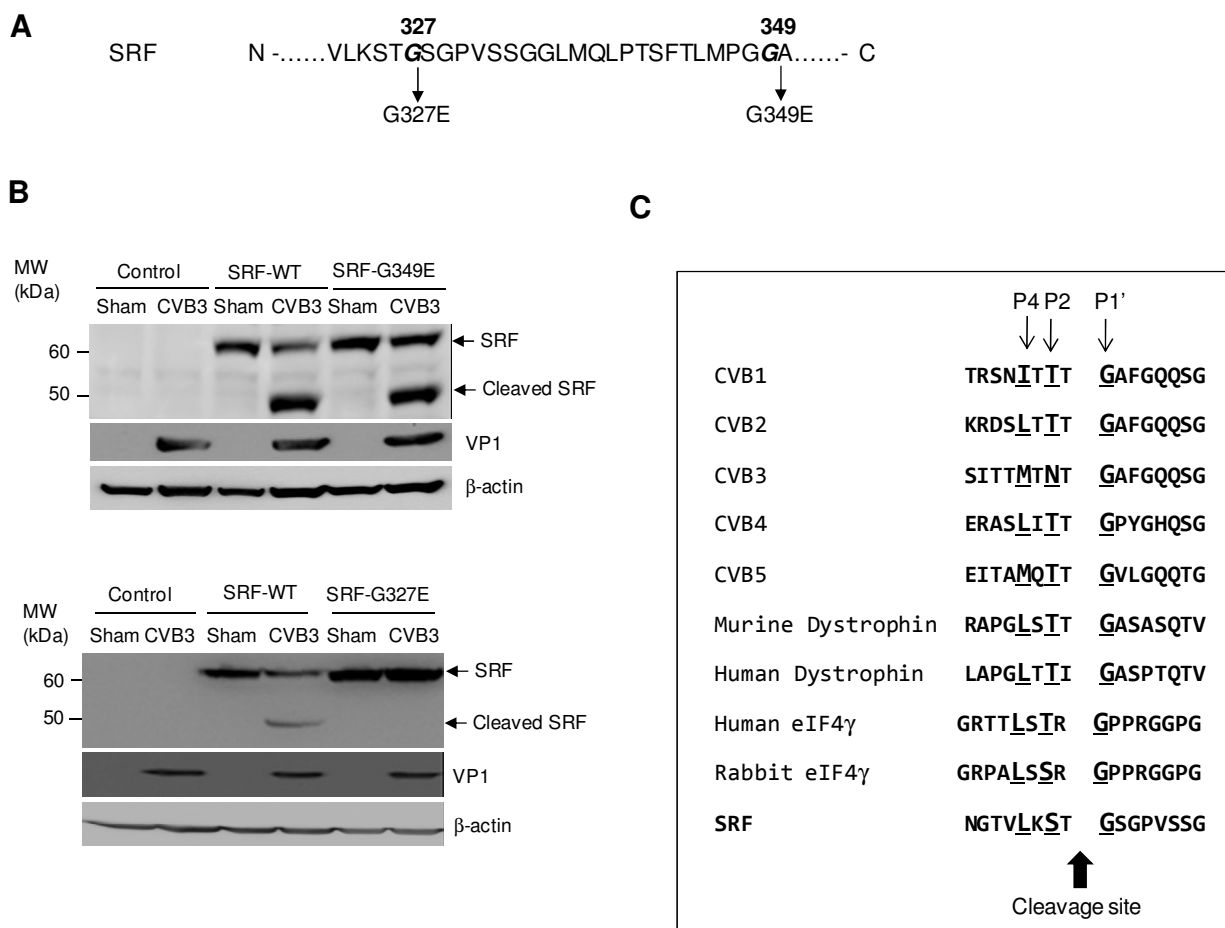 A
327 349
SRF N -……VLKSTGSGPVSSGGLMQLPTSFTLMPGGA……- C
G327E G349E
B
MW
(kDa)
Control SRF-WT SRF-G349E
Sham CVB3 Sham CVB3 Sham CVB3
60
50
SRF
Cleaved SRF
VP1
β-actin
MW
(kDa)
Control SRF-WT SRF-G327E
Sham CVB3 Sham CVB3 Sham CVB3
60
50
SRF
Cleaved SRF
VP1
β-actin
C
P4 P2 P1'
CVB1 TRSNITTT GAFGQQSG
CVB2 KRDSLTTT GAFGQQSG
CVB3 SITTMTNT GAFGQQSG
CVB4 ERASLITT GPYGHQSG
CVB5 EITAMQTT GVLGQQTG
Murine Dystrophin RAPGLSTT GASASQTV
Human Dystrophin LAPGLTTI GASPTQTV
Human eIF4γ GRTTLSTR GPPRGGPG
Rabbit eIF4γ GRPALSSR GPPRGGPG
SRF NGTVLKST GSGPVSSG
Cleavage site